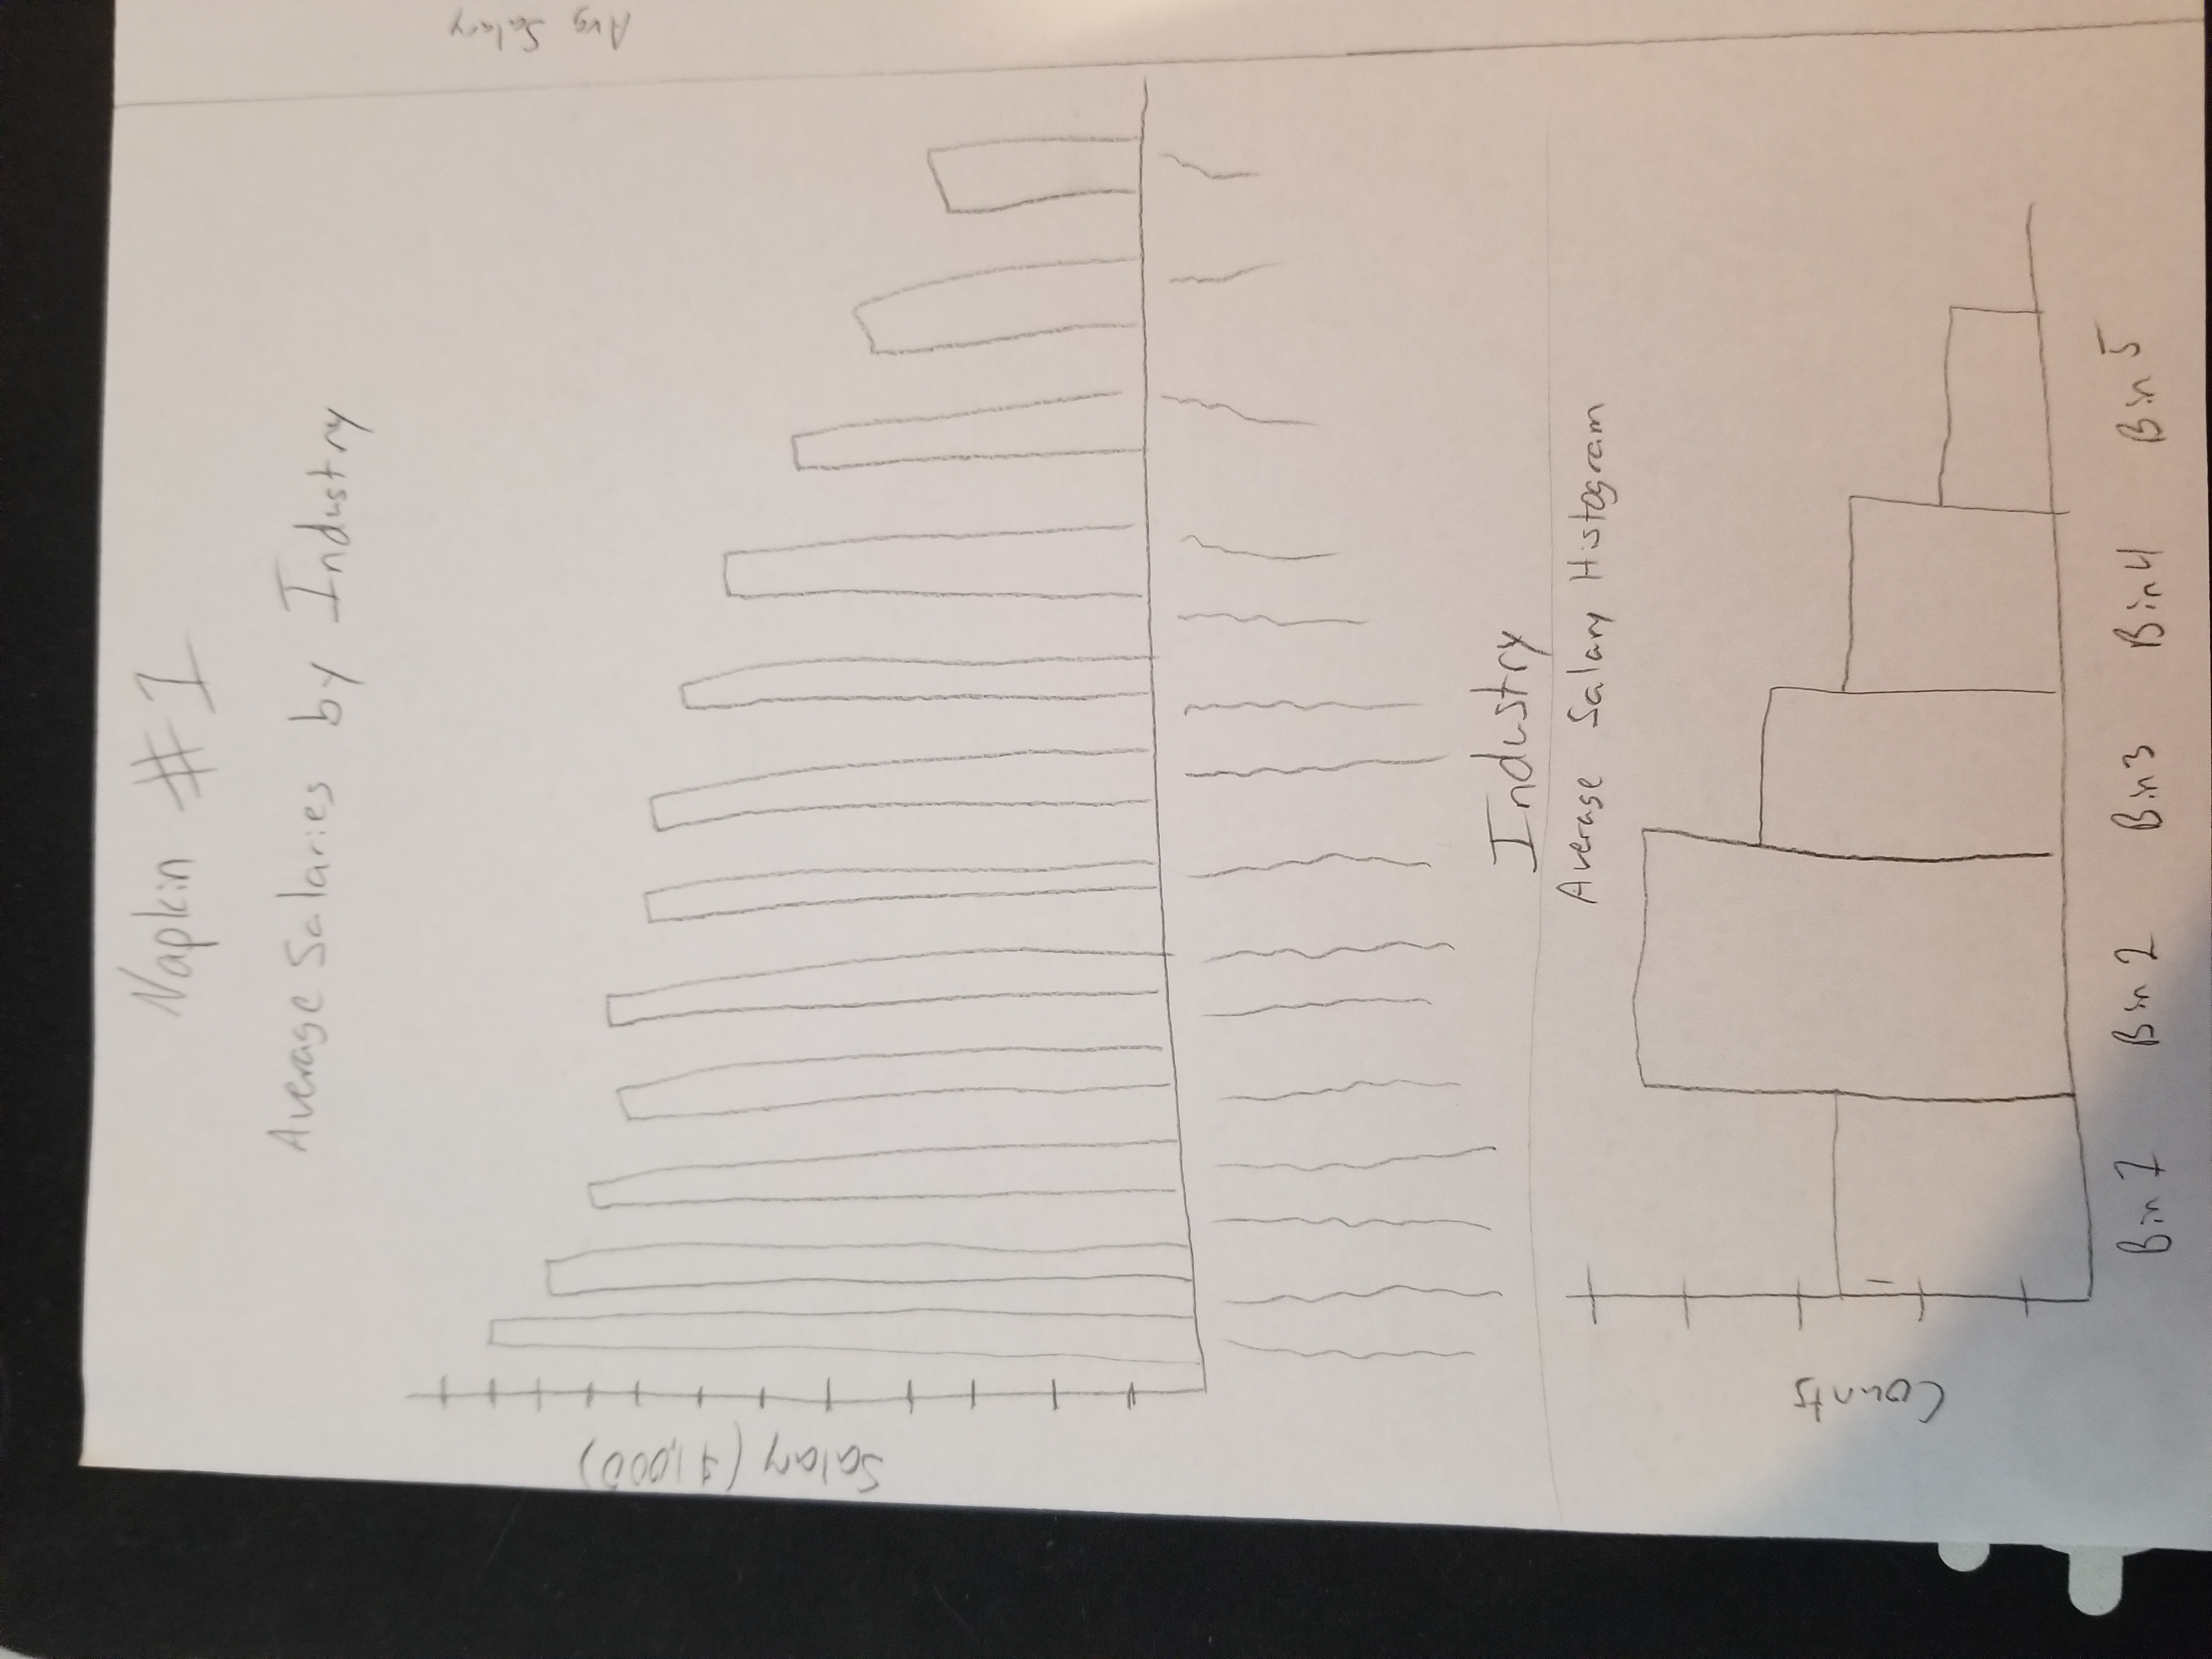 Napkin #1
Average Salaries by Industry
Salary ($1,000)
Avg Salary
Industry
Average Salary Histogram
Counts
Bin 1 Bin 2 Bin 3 Bin 4 Bin 5